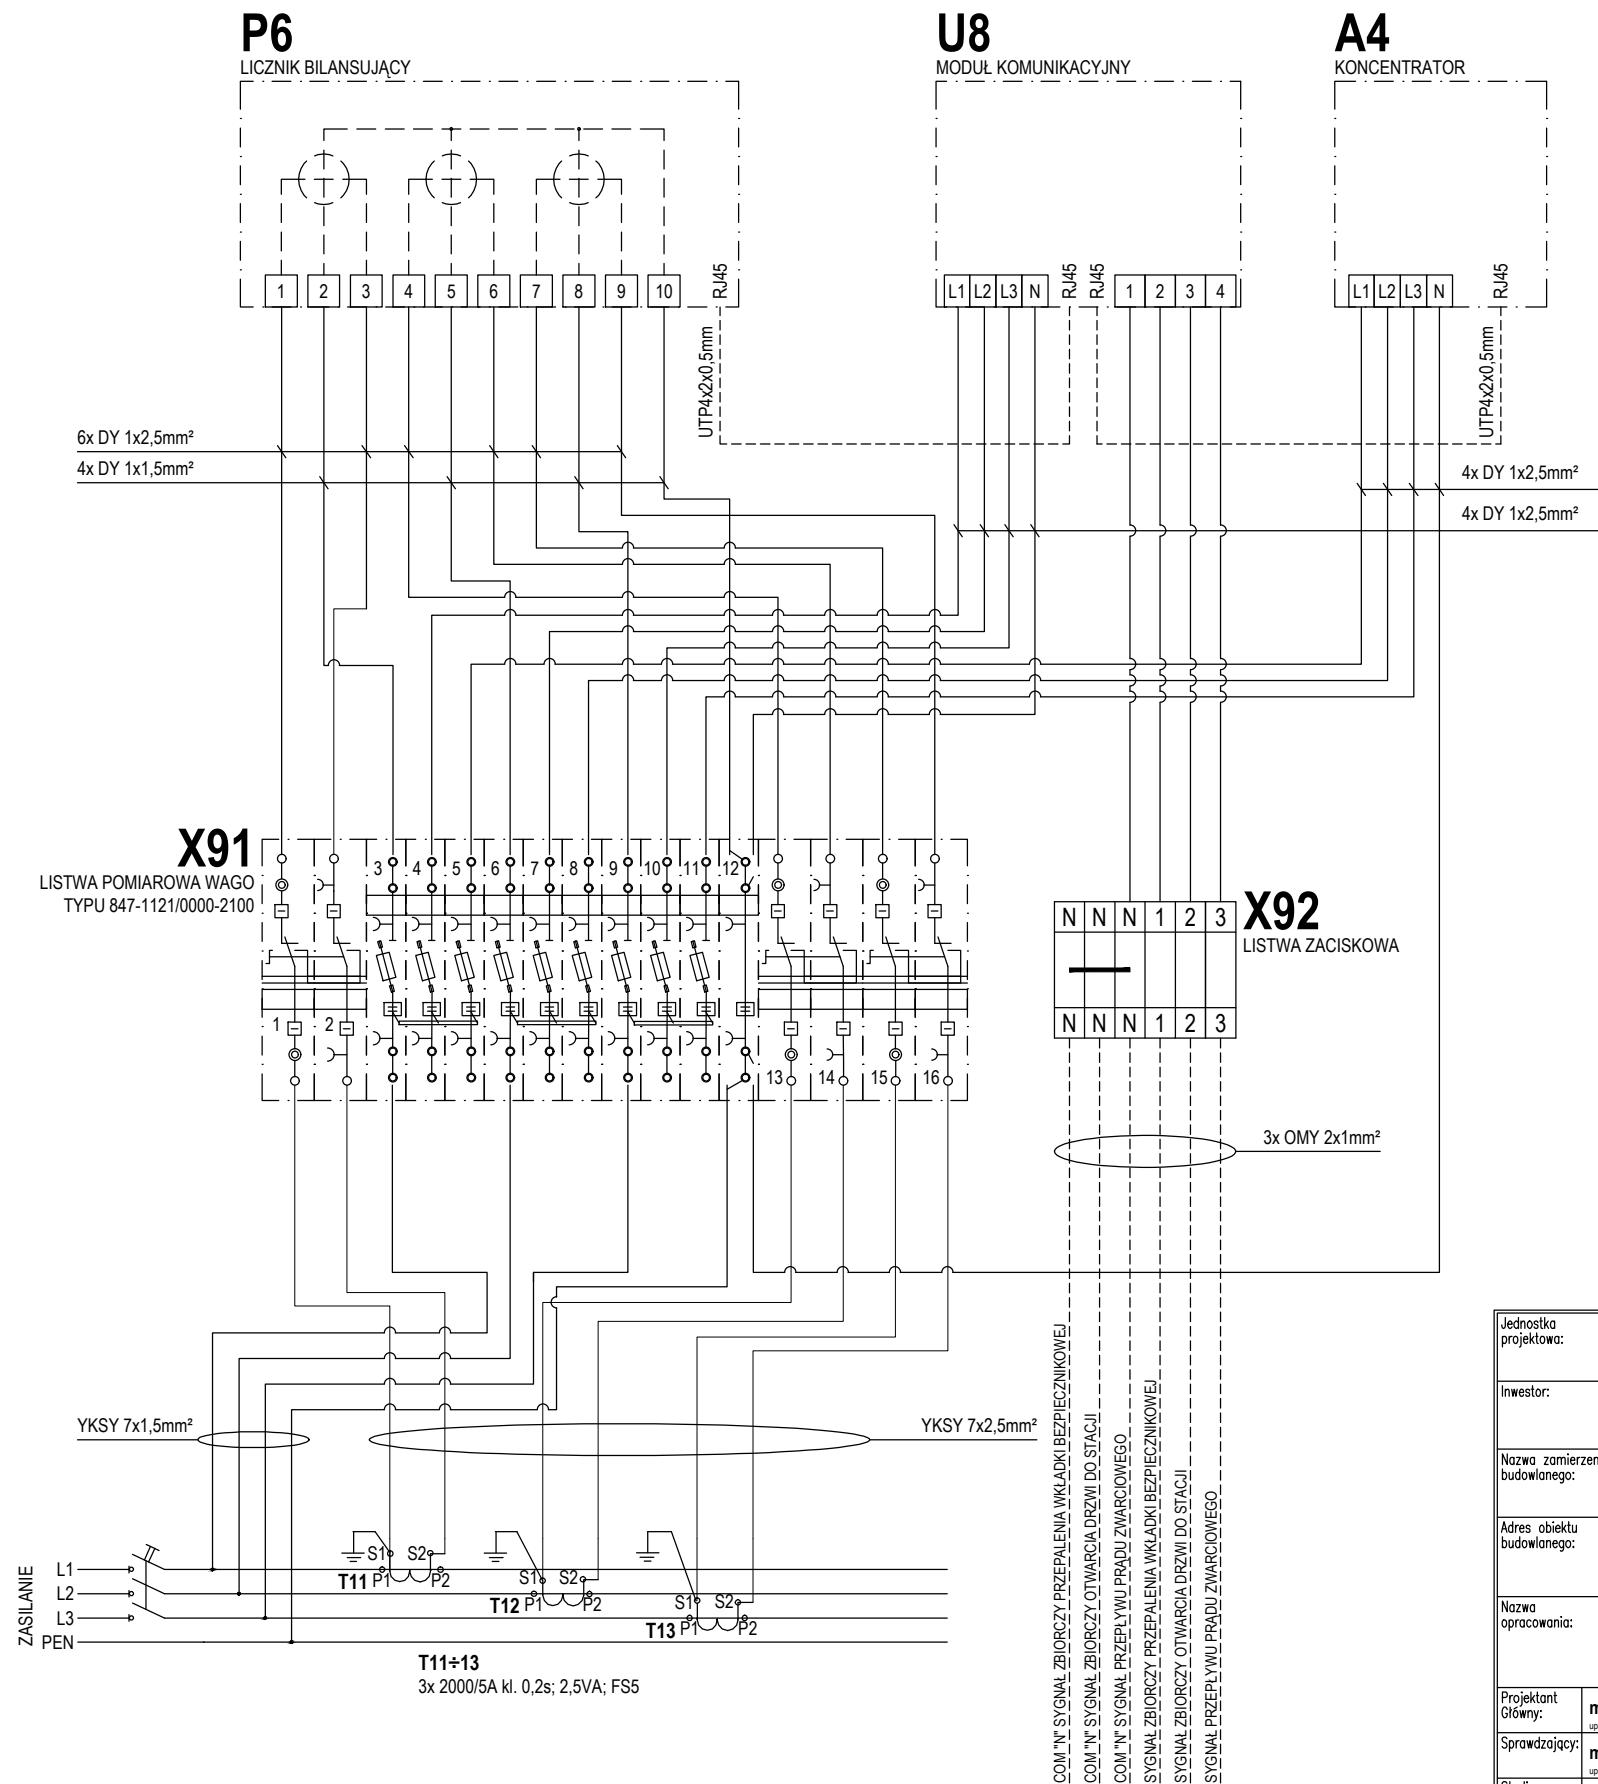 P6
LICZNIK BILANSUJĄCY
U8
MODUŁ KOMUNIKACYJNY
A4
KONCENTRATOR
1 2 3 4 5 6 7 8 9 10 RJ45
L1 L2 L3 N RJ45 RJ45 1 2 3 4
L1 L2 L3 N RJ45
UTP4x2x0,5mm
UTP4x2x0,5mm
6x DY 1x2,5mm²
4x DY 1x1,5mm²
4x DY 1x2,5mm²
4x DY 1x2,5mm²
X91
LISTWA POMIAROWA WAGO
TYPU 847-1121/0000-2100
3 4 5 6 7 8 9 10 11 12
1 2
13 14 15 16
N N N 1 2 3
X92
LISTWA ZACISKOWA
N N N 1 2 3
3x OMY 2x1mm²
COM "N" SYGNAŁ ZBIORCZY PRZEPALENIA WKŁADKI BEZPIECZNIKOWEJ
COM "N" SYGNAŁ ZBIORCZY OTWARCIA DRZWI DO STACJI
COM "N" SYGNAŁ PRZEPŁYWU PRĄDU ZWARCIOWEGO
SYGNAŁ ZBIORCZY PRZEPALENIA WKŁADKI BEZPIECZNIKOWEJ
SYGNAŁ ZBIORCZY OTWARCIA DRZWI DO STACJI
SYGNAŁ PRZEPŁYWU PRĄDU ZWARCIOWEGO
YKSY 7x1,5mm²
YKSY 7x2,5mm²
ZASILANIE
L1
L2
L3
PEN
S1 S2
T11 P1 P2
S1 S2
T12 P1 P2
S1 S2
T13 P1 P2
T11÷13
3x 2000/5A kl. 0,2s; 2,5VA; FS5
Jednostka
projektowa:
Inwestor:
Nazwa zamierzen
budowlanego:
Adres obiektu
budowlanego:
Nazwa
opracowania:
Projektant
Główny:
m
up
Sprawdzający:
m
up